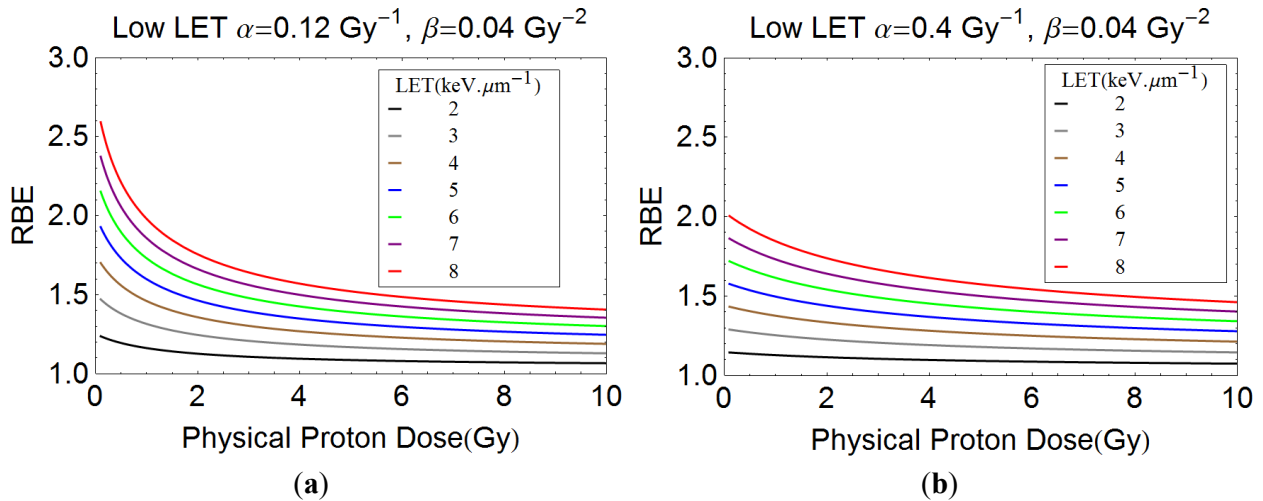 Low LET α=0.12 Gy⁻¹, β=0.04 Gy⁻²
3.0
2.5
2.0
1.5
1.0
RBE
LET(keV.μm⁻¹)
2
3
4
5
6
7
8
0 2 4 6 8 10
Physical Proton Dose(Gy)
(a)
Low LET α=0.4 Gy⁻¹, β=0.04 Gy⁻²
3.0
2.5
2.0
1.5
1.0
RBE
LET(keV.μm⁻¹)
2
3
4
5
6
7
8
0 2 4 6 8 10
Physical Proton Dose(Gy)
(b)